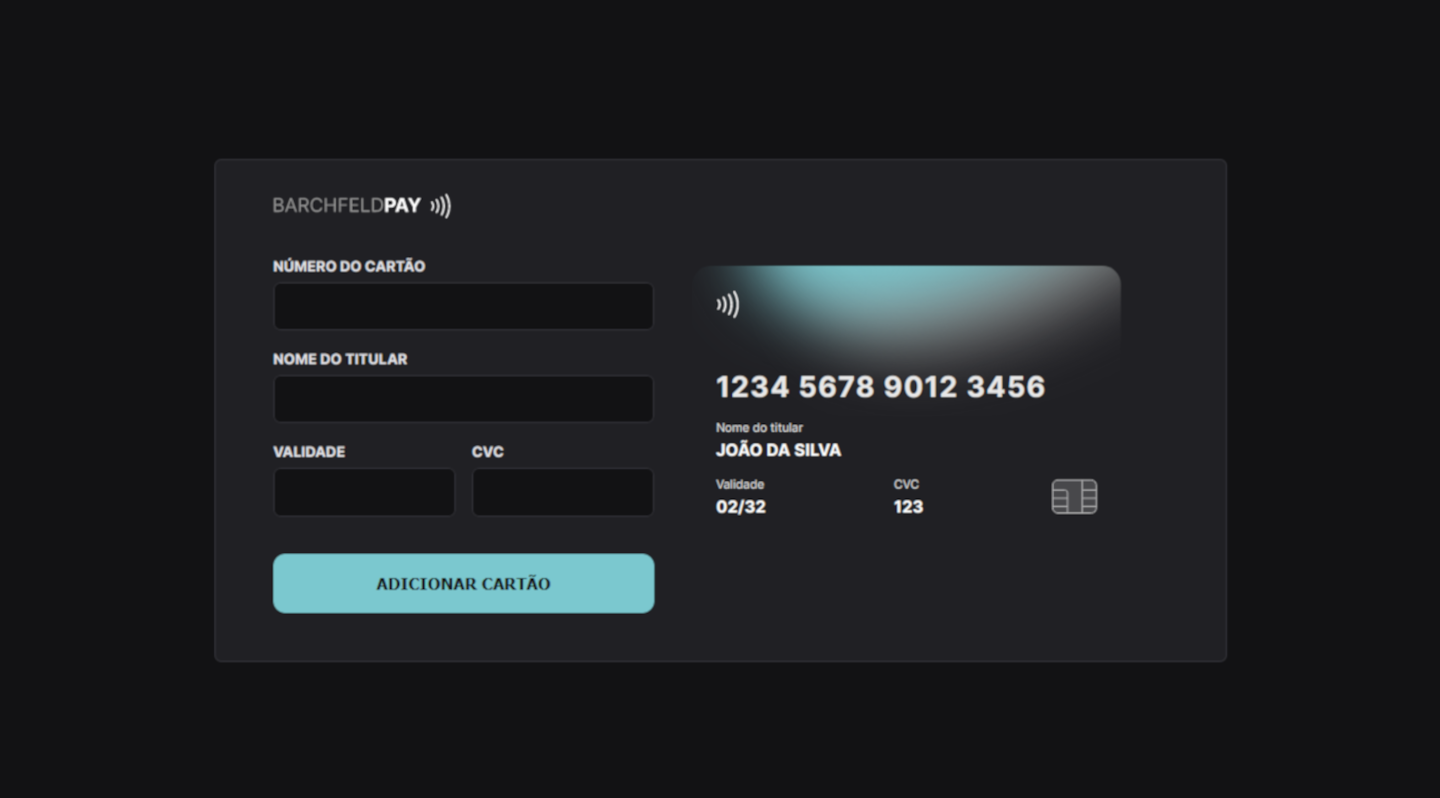 BARCHFELDPAY
NÚMERO DO CARTÃO
NOME DO TITULAR
VALIDADE CVC
ADICIONAR CARTÃO
1234 5678 9012 3456
Nome do titular
JOÃO DA SILVA
Validade CVC
02/32 123